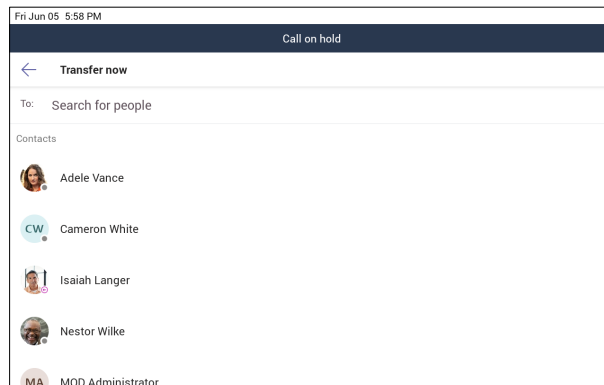 Fri Jun 05 5:58 PM
Call on hold
Transfer now
To: Search for people
Contacts
Adele Vance
CW Cameron White
Isaiah Langer
Nestor Wilke
MA MOD Administrator